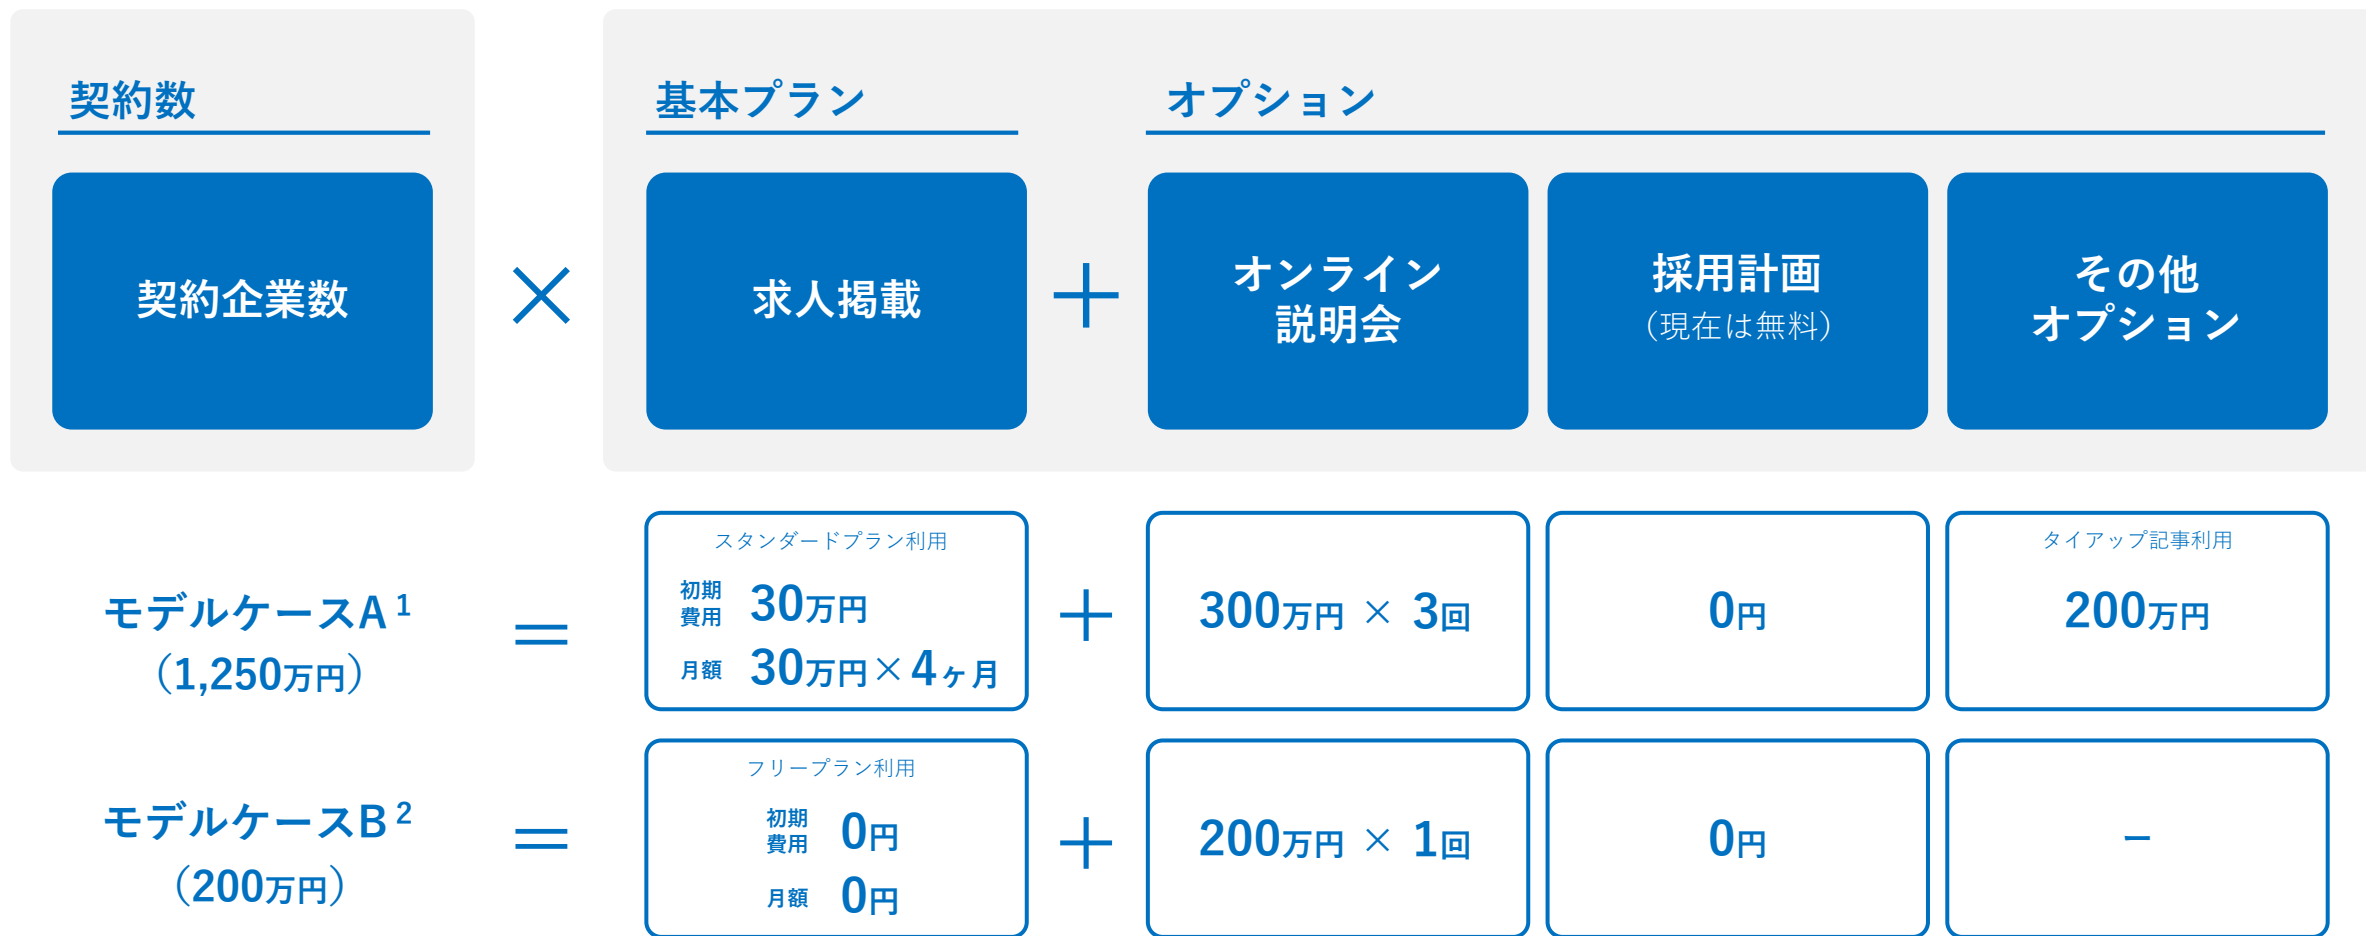 契約数
基本プラン
オプション
契約企業数
×
求人掲載
+
オンライン
説明会
採用計画
（現在は無料）
その他
オプション
モデルケースA 1
（1,250万円）
=
スタンダードプラン利用
初期
費用
30万円
月額 30万円×4ヶ月
+
300万円 × 3回
0円
タイアップ記事利用
200万円
モデルケースB 2
（200万円）
=
フリープラン利用
初期
費用
0円
月額 0円
+
200万円 × 1回
0円
–